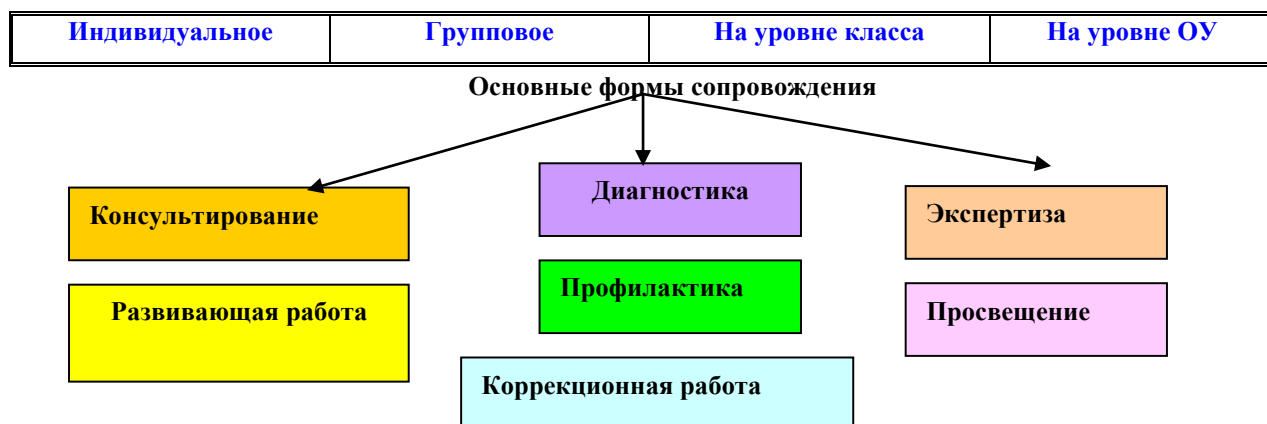 Индивидуальное Групповое На уровне класса На уровне ОУ
Основные формы сопровождения
Консультирование
Диагностика
Экспертиза
Развивающая работа
Профилактика
Просвещение
Коррекционная работа